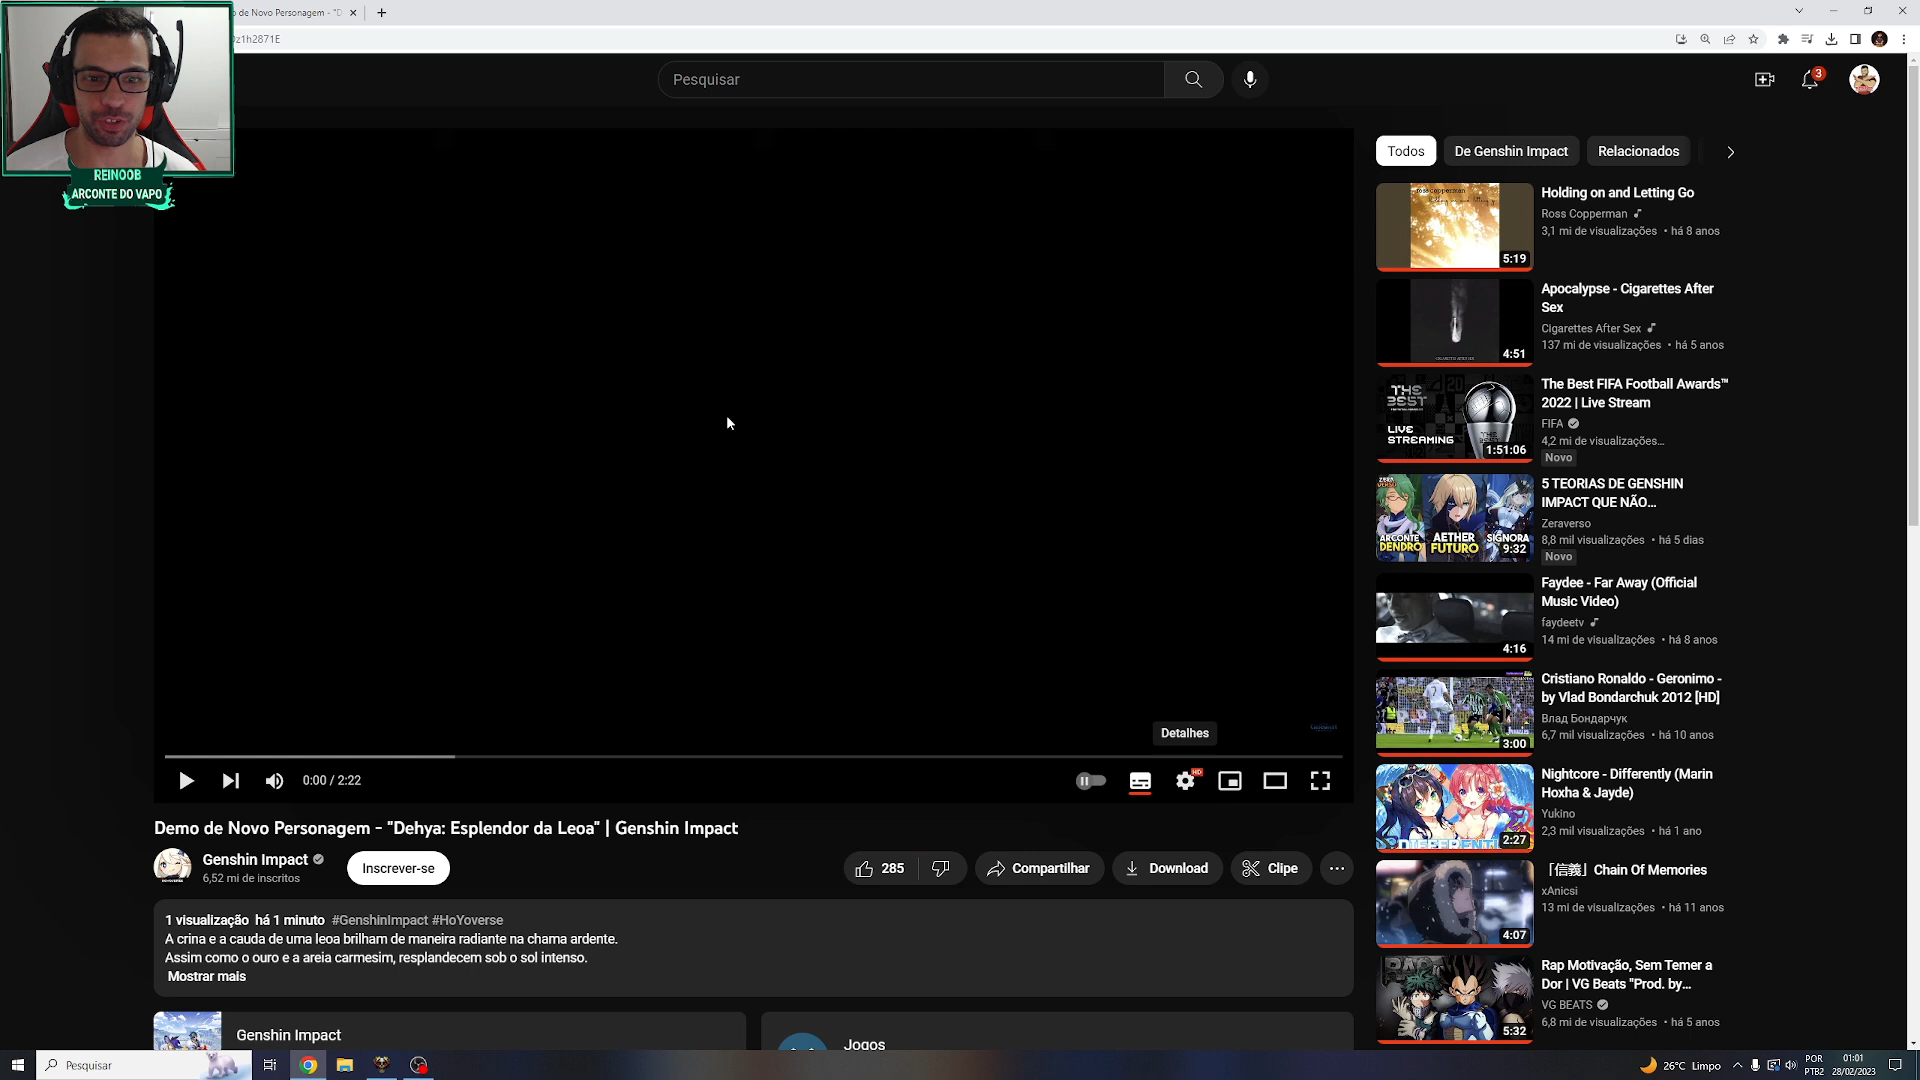 de Novo Personagem - "D
z1h2871E
REINOOB
ARCONTE DO VAPO
Pesquisar
3
Todos
De Genshin Impact
Relacionados
Holding on and Letting Go
Ross Copperman
3,1 mi de visualizações • há 8 anos
5:19
Apocalypse - Cigarettes After
Sex
Cigarettes After Sex
137 mi de visualizações • há 5 anos
4:51
THE
BEST
LIVE
STREAMING
1:51:06
The Best FIFA Football Awards™
2022 | Live Stream
FIFA
4,2 mi de visualizações...
Novo
ARCONTE
DENDRO
AETHER
FUTURO
SIGNORA
9:32
5 TEORIAS DE GENSHIN
IMPACT QUE NÃO...
Zeraverso
8,8 mil visualizações • há 5 dias
Novo
Faydee - Far Away (Official
Music Video)
faydeetv
14 mi de visualizações • há 8 anos
4:16
Cristiano Ronaldo - Geronimo -
by Vlad Bondarchuk 2012 [HD]
Влад Бондарчук
6,7 mil visualizações • há 10 anos
3:00
Nightcore - Differently (Marin
Hoxha & Jayde)
Yukino
2,3 mil visualizações • há 1 ano
2:27
「信義」Chain Of Memories
xAnicsi
13 mi de visualizações • há 11 anos
4:07
Rap Motivação, Sem Temer a
Dor | VG Beats "Prod. by...
VG BEATS
6,8 mi de visualizações • há 5 anos
5:32
Detalhes
0:00 / 2:22
HD
Demo de Novo Personagem - "Dehya: Esplendor da Leoa" | Genshin Impact
Genshin Impact
6,52 mi de inscritos
Inscrever-se
285
Compartilhar
Download
Clipe
1 visualização há 1 minuto #GenshinImpact #HoYoverse
A crina e a cauda de uma leoa brilham de maneira radiante na chama ardente.
Assim como o ouro e a areia carmesim, resplandecem sob o sol intenso.
Mostrar mais
Genshin Impact
Jogos
Pesquisar
26°C Limpo
POR
PTB2
01:01
28/02/2023